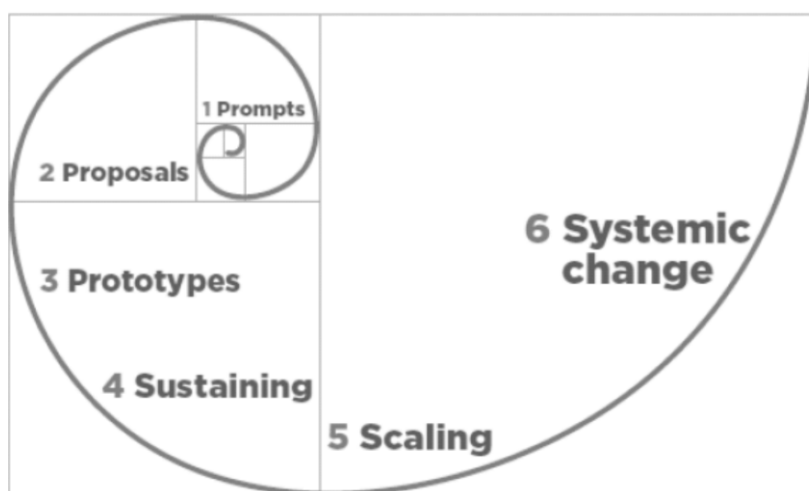 1 Prompts
2 Proposals
3 Prototypes
4 Sustaining
5 Scaling
6 Systemic
change